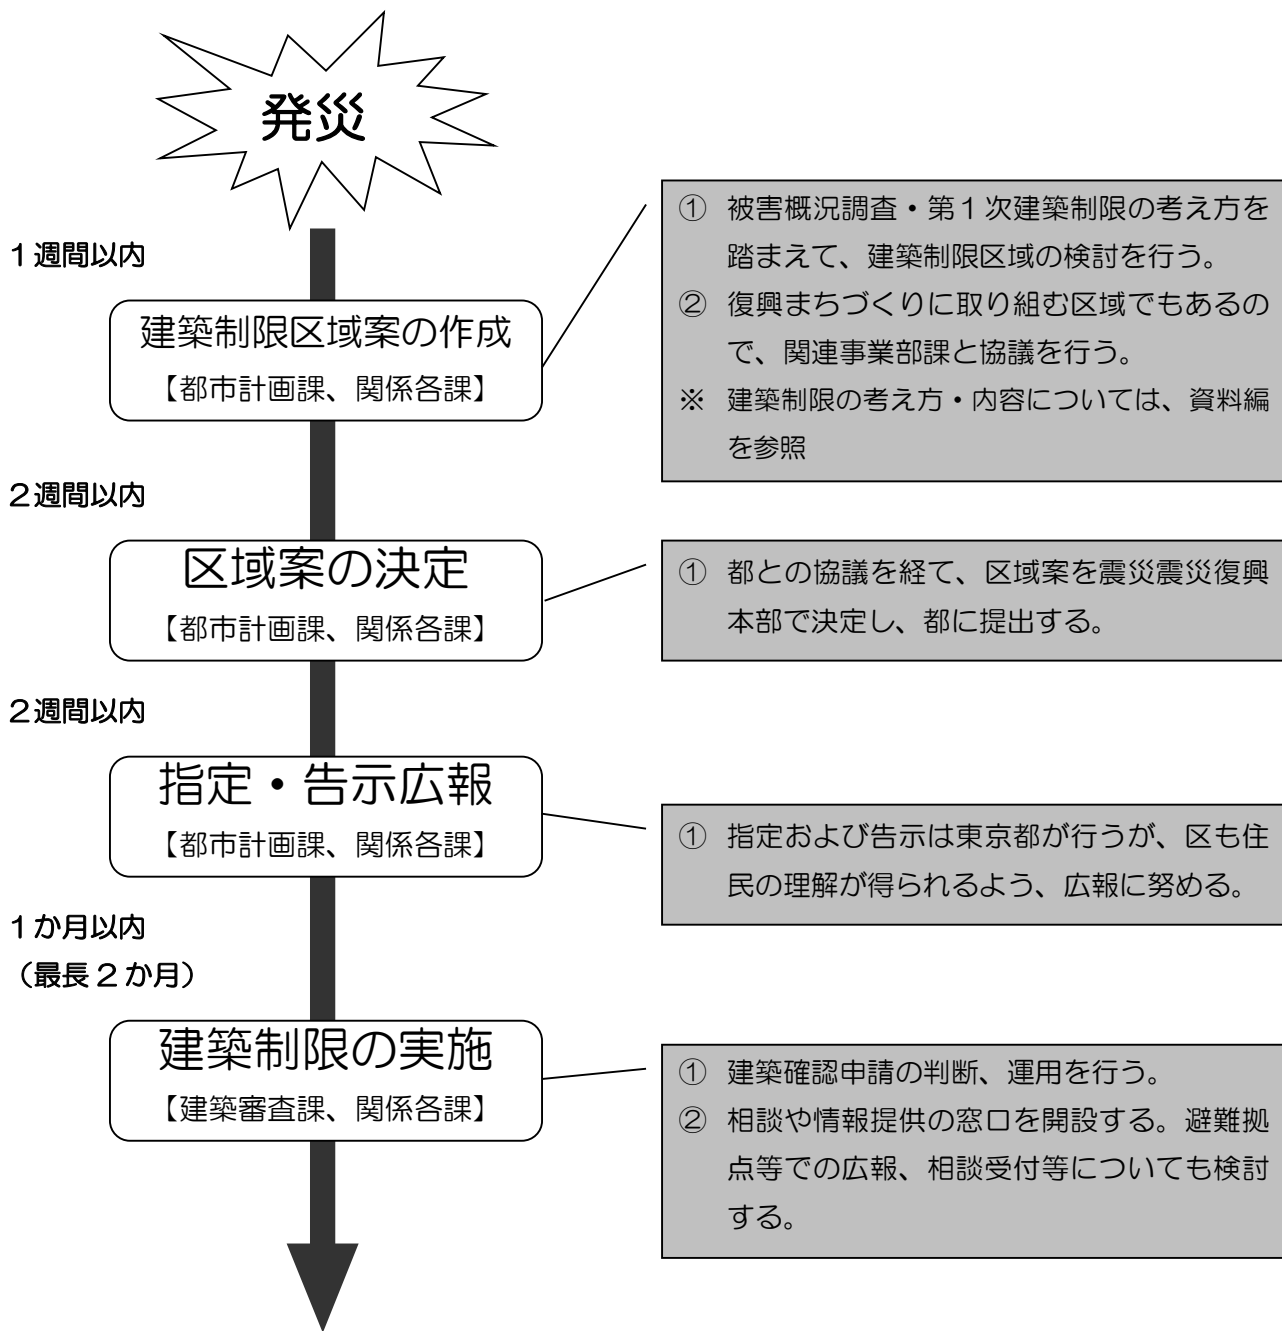 発災
1週間以内
建築制限区域案の作成
【都市計画課、関係各課】
① 被害概況調査・第1次建築制限の考え方を
踏まえて、建築制限区域の検討を行う。
② 復興まちづくりに取り組む区域でもあるの
で、関連事業部課と協議を行う。
※ 建築制限の考え方・内容については、資料編
を参照
2週間以内
区域案の決定
【都市計画課、関係各課】
① 都との協議を経て、区域案を震災震災復興
本部で決定し、都に提出する。
2週間以内
指定・告示広報
【都市計画課、関係各課】
① 指定および告示は東京都が行うが、区も住
民の理解が得られるよう、広報に努める。
1か月以内
（最長2か月）
建築制限の実施
【建築審査課、関係各課】
① 建築確認申請の判断、運用を行う。
② 相談や情報提供の窓口を開設する。避難拠
点等での広報、相談受付等についても検討
する。